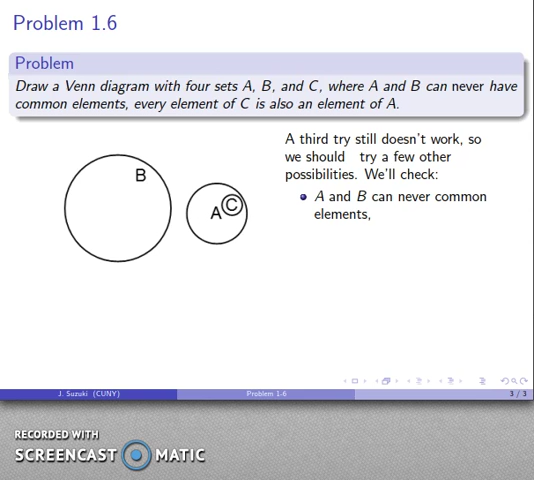 Problem 1.6
Problem
Draw a Venn diagram with four sets A, B, and C, where A and B can never have
common elements, every element of C is also an element of A.
A third try still doesn't work, so
we should try a few other
possibilities. We'll check:
A and B can never common
elements,
B
A
C
J. Suzuki (CUNY)
Problem 1-6
3 / 3
RECORDED WITH
SCREENCAST MATIC